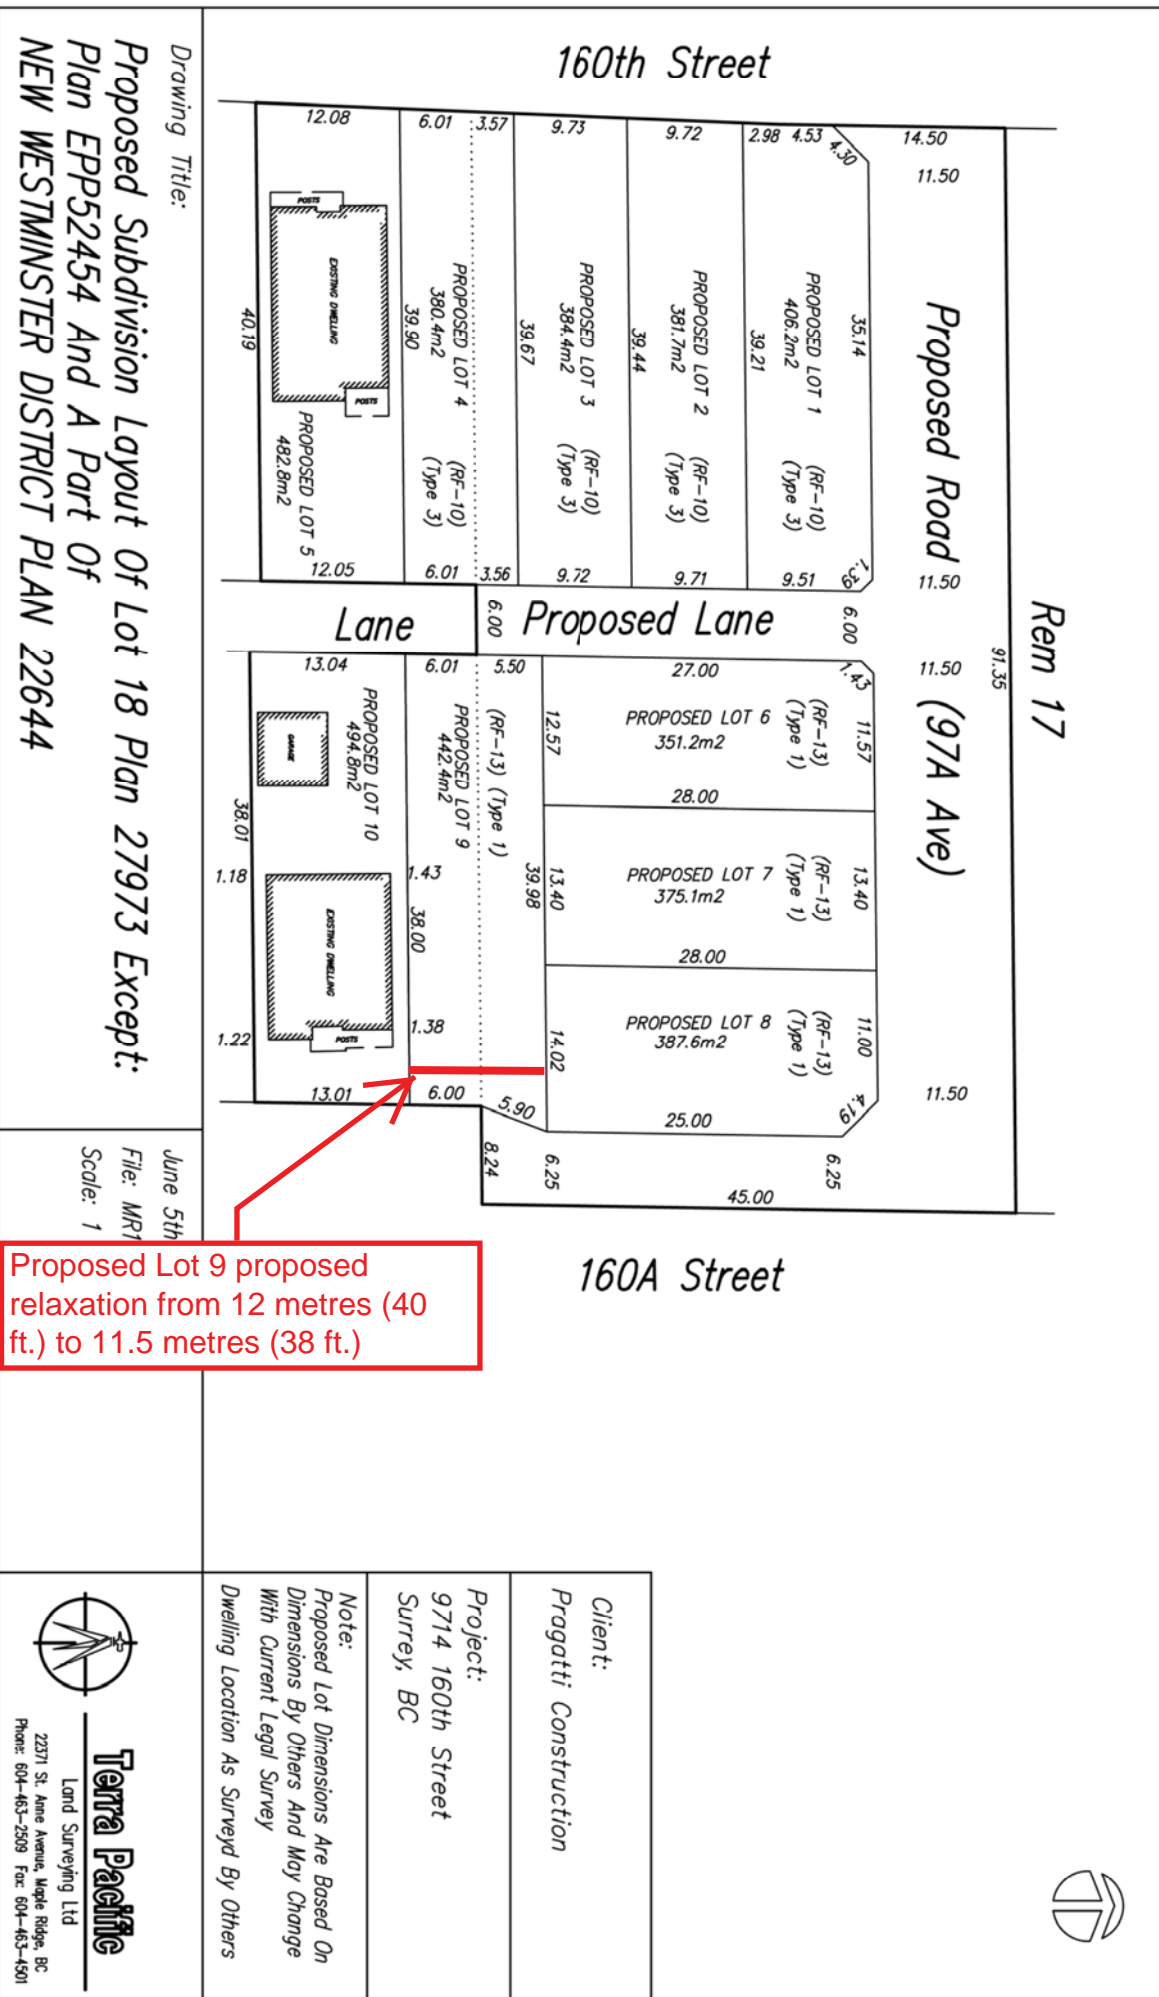 160th Street
12.08
6.01
3.57
9.73
9.72
2.98
4.53
4.30
14.50
11.50
POSTS
EXISTING DWELLING
POSTS
40.19
PROPOSED LOT 5
482.8m2
PROPOSED LOT 4
380.4m2
(RF-10)
(Type 3)
39.90
39.67
PROPOSED LOT 3
384.4m2
(RF-10)
(Type 3)
39.44
PROPOSED LOT 2
381.7m2
(RF-10)
(Type 3)
39.21
PROPOSED LOT 1
406.2m2
(RF-10)
(Type 3)
35.14
Proposed Road (97A Ave)
12.05
6.01
3.56
9.72
9.71
9.51
1.39
11.50
Lane
6.00
Proposed Lane
6.00
Rem 17
91.35
13.04
6.01
5.50
27.00
1.43
11.50
PROPOSED LOT 10
494.8m2
GARAGE
38.01
PROPOSED LOT 9
442.4m2
(RF-13) (Type 1)
39.98
12.57
PROPOSED LOT 6
351.2m2
(RF-13)
(Type 1)
11.57
28.00
1.18
1.43
38.00
EXISTING DWELLING
POSTS
13.40
PROPOSED LOT 7
375.1m2
(RF-13)
(Type 1)
13.40
28.00
1.22
1.38
14.02
PROPOSED LOT 8
387.6m2
(RF-13)
(Type 1)
11.00
13.01
6.00
5.90
25.00
4.19
11.50
8.24
6.25
6.25
45.00
160A Street
Proposed Lot 9 proposed
relaxation from 12 metres (40
ft.) to 11.5 metres (38 ft.)
Drawing Title:
Proposed Subdivision Layout Of Lot 18 Plan 27973 Except:
Plan EPP52454 And A Part Of
NEW WESTMINSTER DISTRICT PLAN 22644
June 5th
File: MR1
Scale: 1
Client:
Pragatti Construction
Project:
9714 160th Street
Surrey, BC
Note:
Proposed Lot Dimensions Are Based On
Dimensions By Others And May Change
With Current Legal Survey
Dwelling Location As Surveyd By Others
Terra Pacific
Land Surveying Ltd
22371 St. Anne Avenue, Maple Ridge, BC
Phone: 604-463-2509 Fax: 604-463-4501